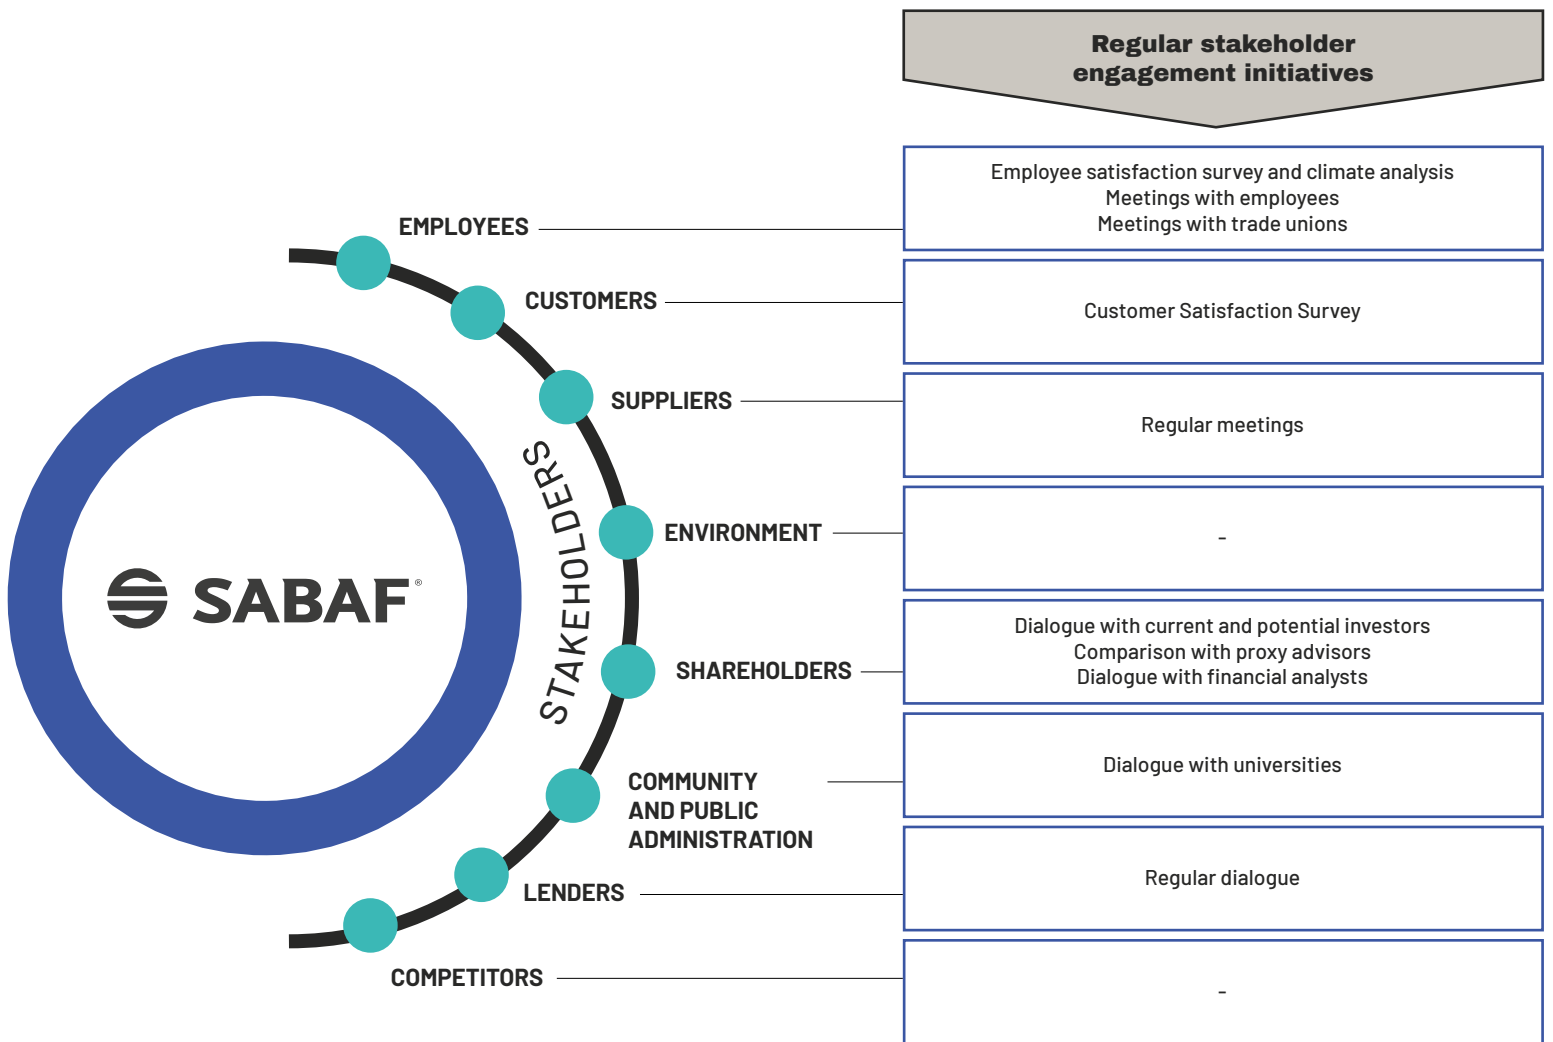 Regular stakeholder
engagement initiatives
EMPLOYEES
Employee satisfaction survey and climate analysis
Meetings with employees
Meetings with trade unions
CUSTOMERS
Customer Satisfaction Survey
SUPPLIERS
Regular meetings
ENVIRONMENT
-
SHAREHOLDERS
Dialogue with current and potential investors
Comparison with proxy advisors
Dialogue with financial analysts
COMMUNITY
AND PUBLIC
ADMINISTRATION
Dialogue with universities
LENDERS
Regular dialogue
COMPETITORS
-
STAKEHOLDERS
SABAF®